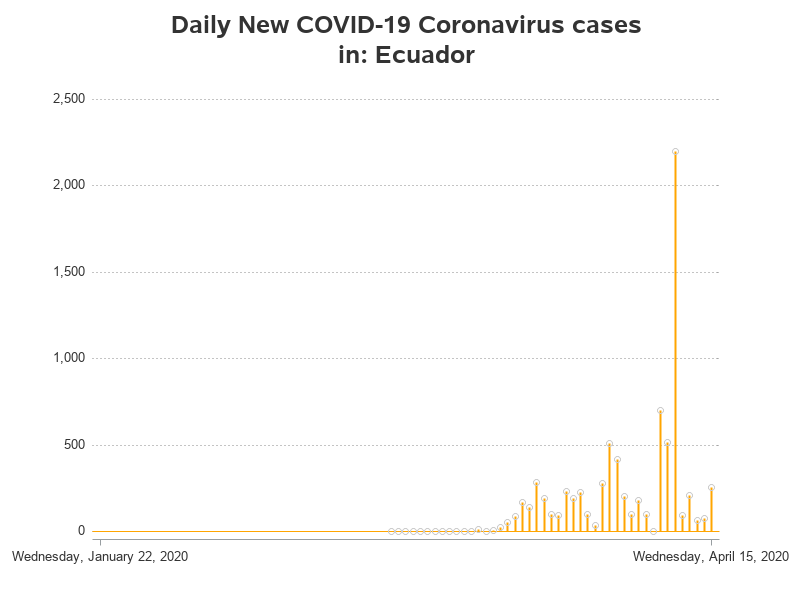 Daily New COVID-19 Coronavirus cases
in: Ecuador
2,500
2,000
1,500
1,000
500
0
Wednesday, January 22, 2020
Wednesday, April 15, 2020